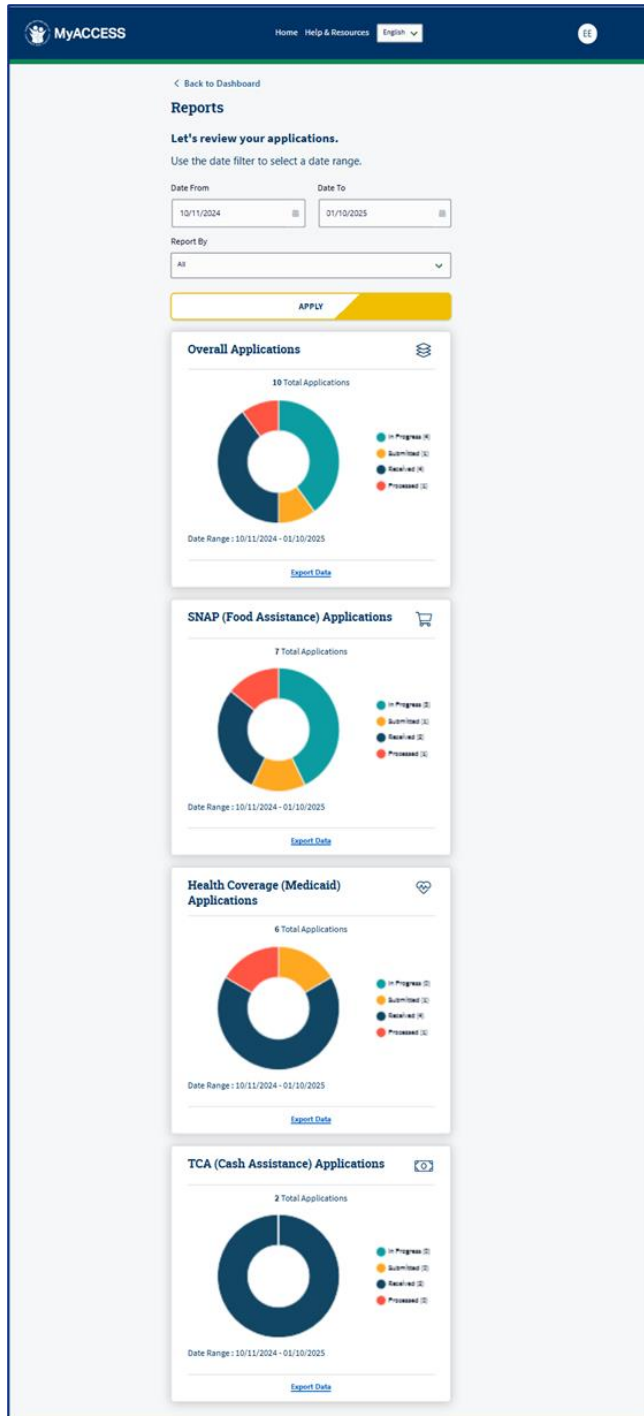 MyACCESS
Home Help & Resources English EE
Back to Dashboard
Reports
Let's review your applications.
Use the date filter to select a date range.
Date From Date To
10/11/2024 01/10/2025
Report By
All
APPLY
Overall Applications
10 Total Applications
In Progress (4)
Submitted (1)
Received (4)
Processed (1)
Date Range : 10/11/2024 - 01/10/2025
Export Data
SNAP (Food Assistance) Applications
7 Total Applications
In Progress (3)
Submitted (1)
Received (2)
Processed (1)
Date Range : 10/11/2024 - 01/10/2025
Export Data
Health Coverage (Medicaid)
Applications
6 Total Applications
In Progress (0)
Submitted (1)
Received (4)
Processed (1)
Date Range : 10/11/2024 - 01/10/2025
Export Data
TCA (Cash Assistance) Applications
2 Total Applications
In Progress (0)
Submitted (0)
Received (2)
Processed (0)
Date Range : 10/11/2024 - 01/10/2025
Export Data